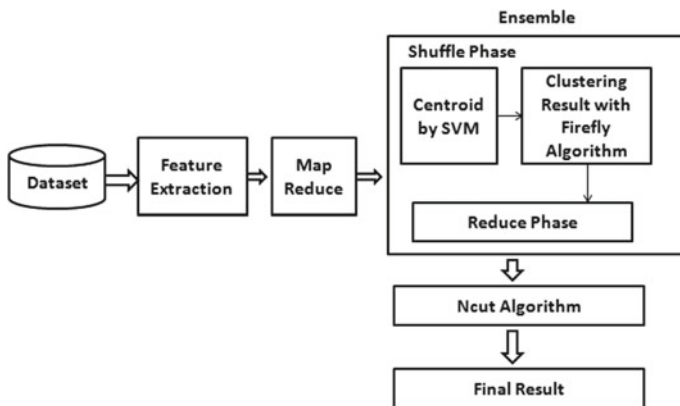 Ensemble
Shuffle Phase
Centroid
by SVM
Clustering
Result with
Firefly
Algorithm
Dataset
Feature
Extraction
Map
Reduce
Reduce Phase
Ncut Algorithm
Final Result